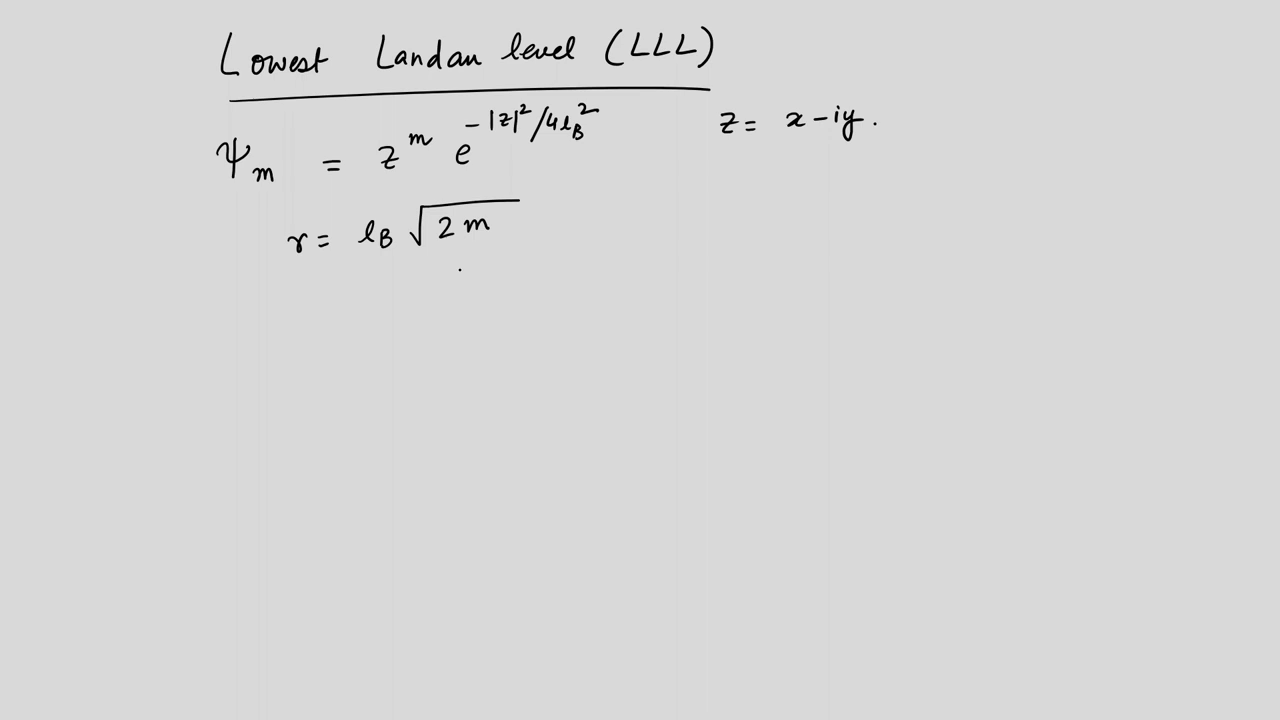 Lowest Landau level (LLL)
ψ_m = z^m e^{-|z|^2/4l_B^2} z = x - iy.
r = l_B √(2m)